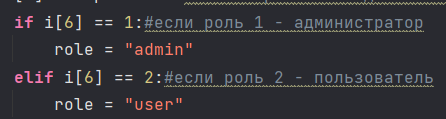 if i[6] == 1:#если роль 1 - администратор
role = "admin"
elif i[6] == 2:#если роль 2 - пользователь
role = "user"